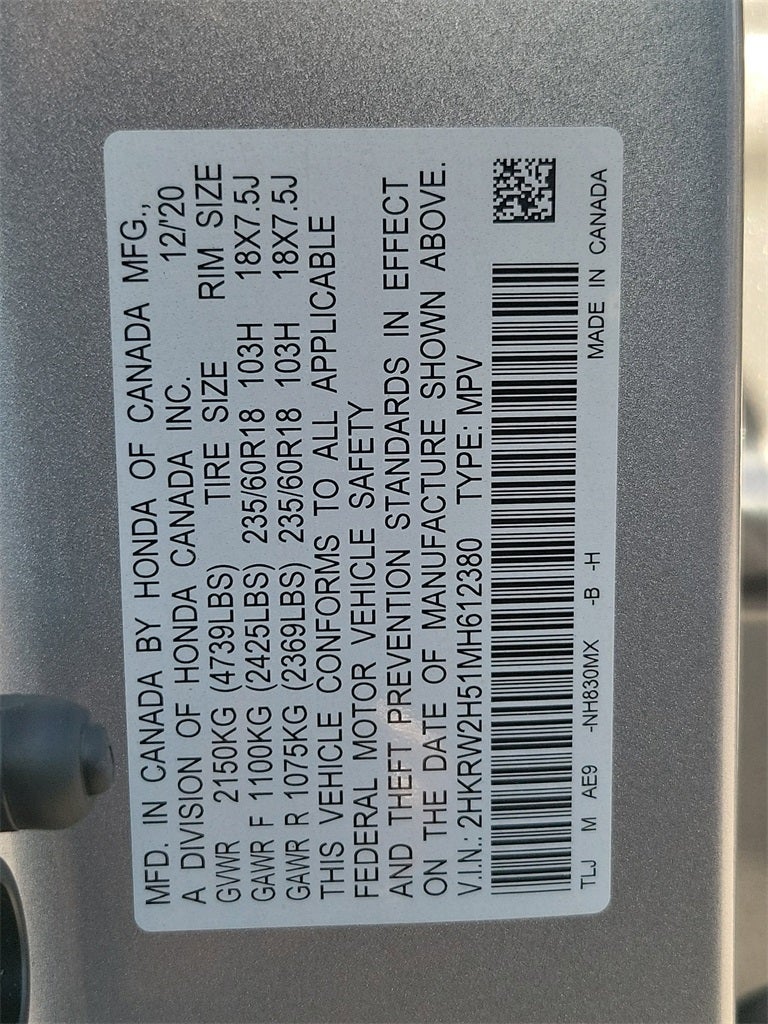 MFD. IN CANADA BY HONDA OF CANADA MFG.,
A DIVISION OF HONDA CANADA INC. 12/'20
GVWR 2150KG (4739LBS) TIRE SIZE RIM SIZE
GAWR F 1100KG (2425LBS) 235/60R18 103H 18X7.5J
GAWR R 1075KG (2369LBS) 235/60R18 103H 18X7.5J
THIS VEHICLE CONFORMS TO ALL APPLICABLE
FEDERAL MOTOR VEHICLE SAFETY
AND THEFT PREVENTION STANDARDS IN EFFECT
ON THE DATE OF MANUFACTURE SHOWN ABOVE.
V.I.N.: 2HKRW2H51MH612380 TYPE: MPV
TLJ M AE9 -NH830MX -B -H MADE IN CANADA